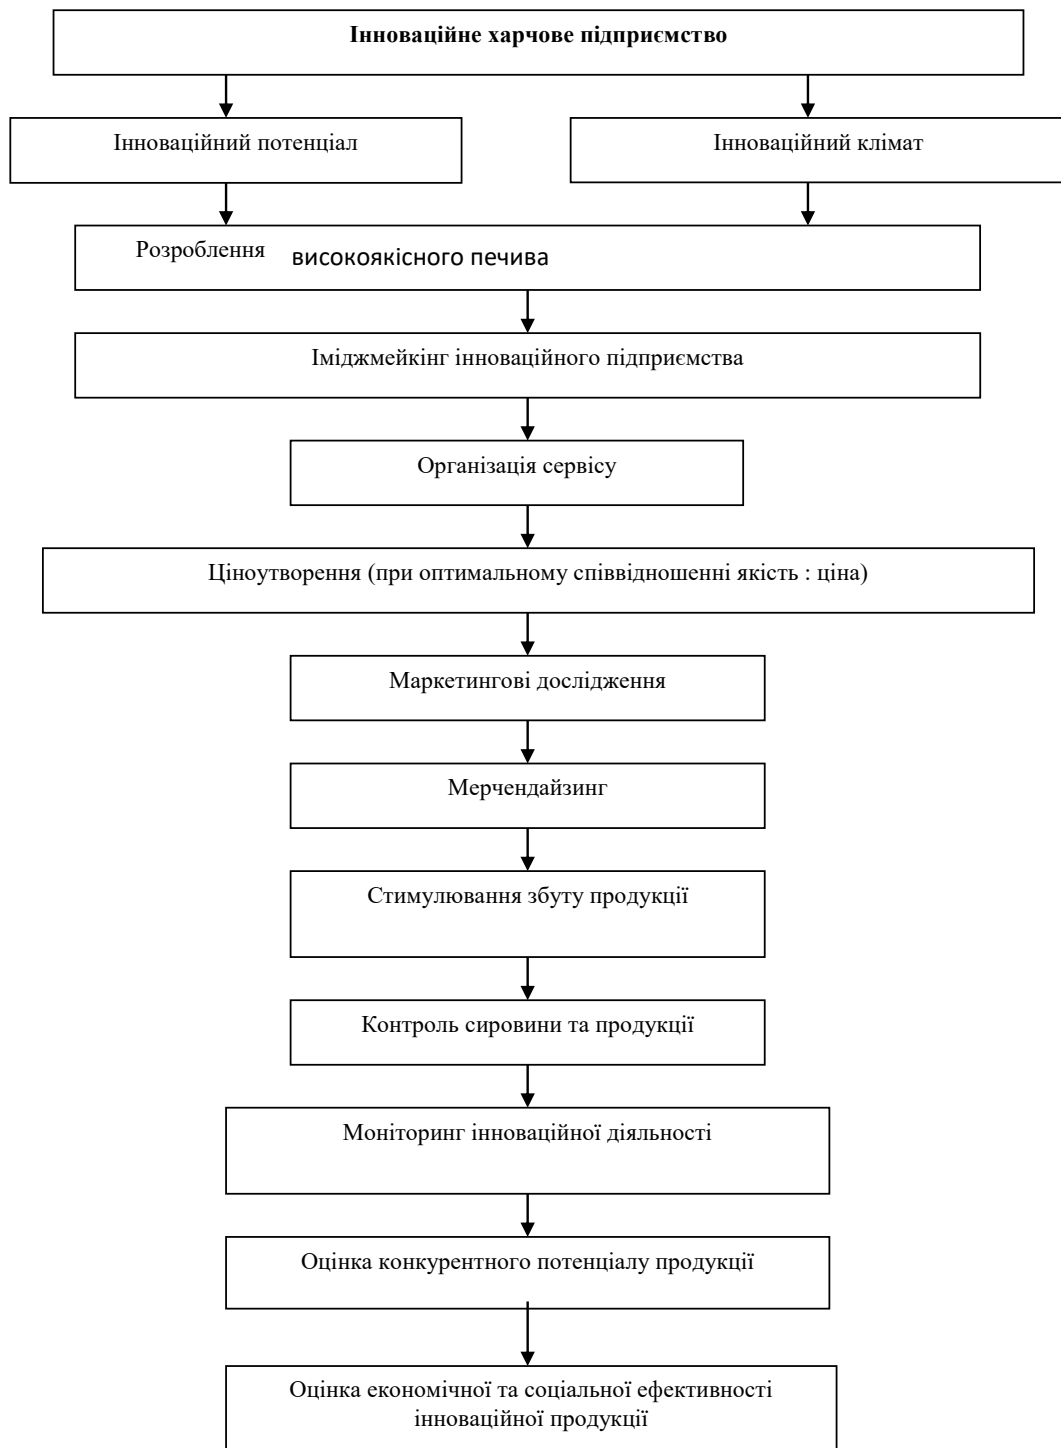 Інноваційне харчове підприємство
Інноваційний потенціал
Інноваційний клімат
Розроблення високоякісного печива
Іміджмейкінг інноваційного підприємства
Організація сервісу
Ціноутворення (при оптимальному співвідношенні якість : ціна)
Маркетингові дослідження
Мерчендайзинг
Стимулювання збуту продукції
Контроль сировини та продукції
Моніторинг інноваційної діяльності
Оцінка конкурентного потенціалу продукції
Оцінка економічної та соціальної ефективності
інноваційної продукції